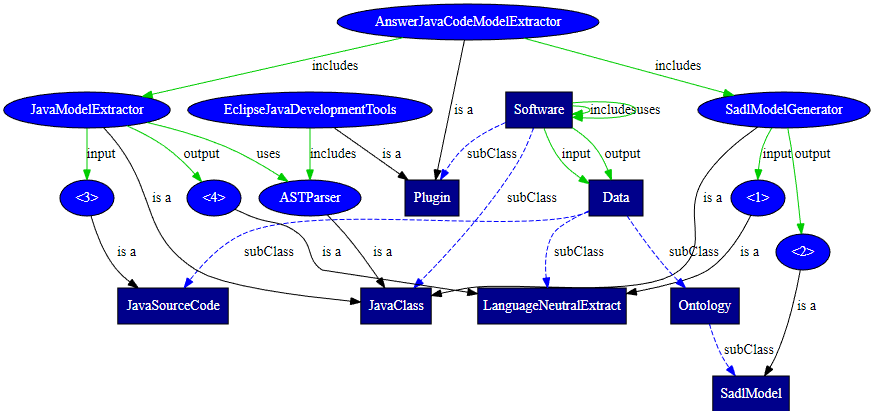 AnswerJavaCodeModelExtractor
includes
includes
JavaModelExtractor
EclipseJavaDevelopmentTools
is a
Software
includes
uses
SadlModelGenerator
input
output
uses
includes
is a
subClass
input
output
input
output
<3>
<4>
ASTParser
Plugin
is a
subClass
Data
is a
<1>
is a
is a
is a
subClass
subClass
subClass
is a
<2>
JavaSourceCode
JavaClass
LanguageNeutralExtract
Ontology
is a
subClass
SadlModel